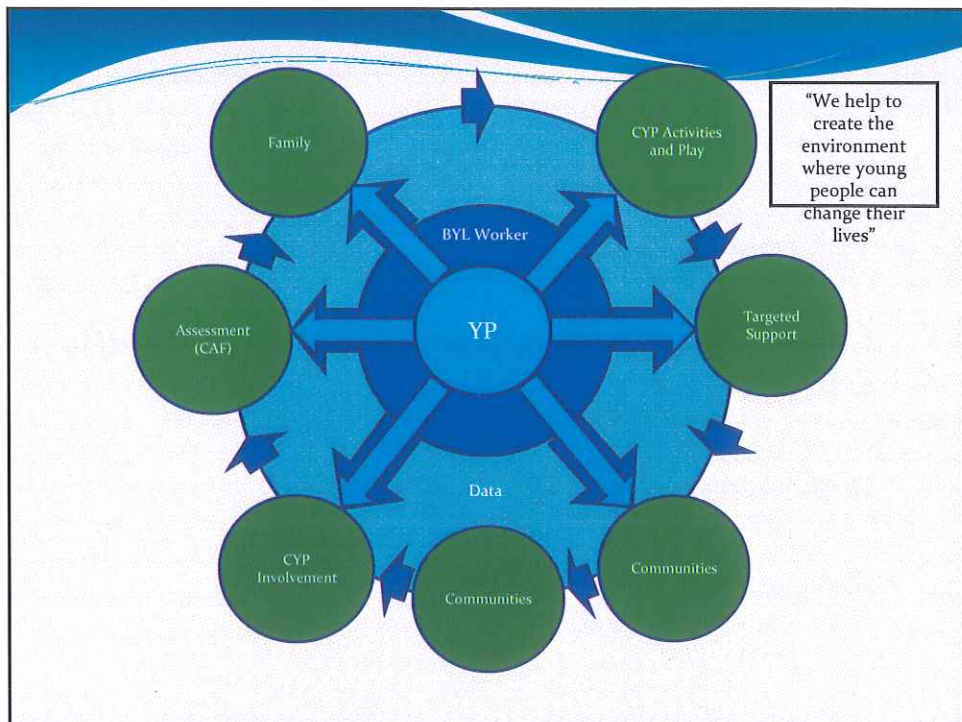 Family
CYP Activities
and Play
"We help to
create the
environment
where young
people can
change their
lives"
BYL Worker
Assessment
(CAF)
YP
Targeted
Support
Data
CYP
Involvement
Communities
Communities